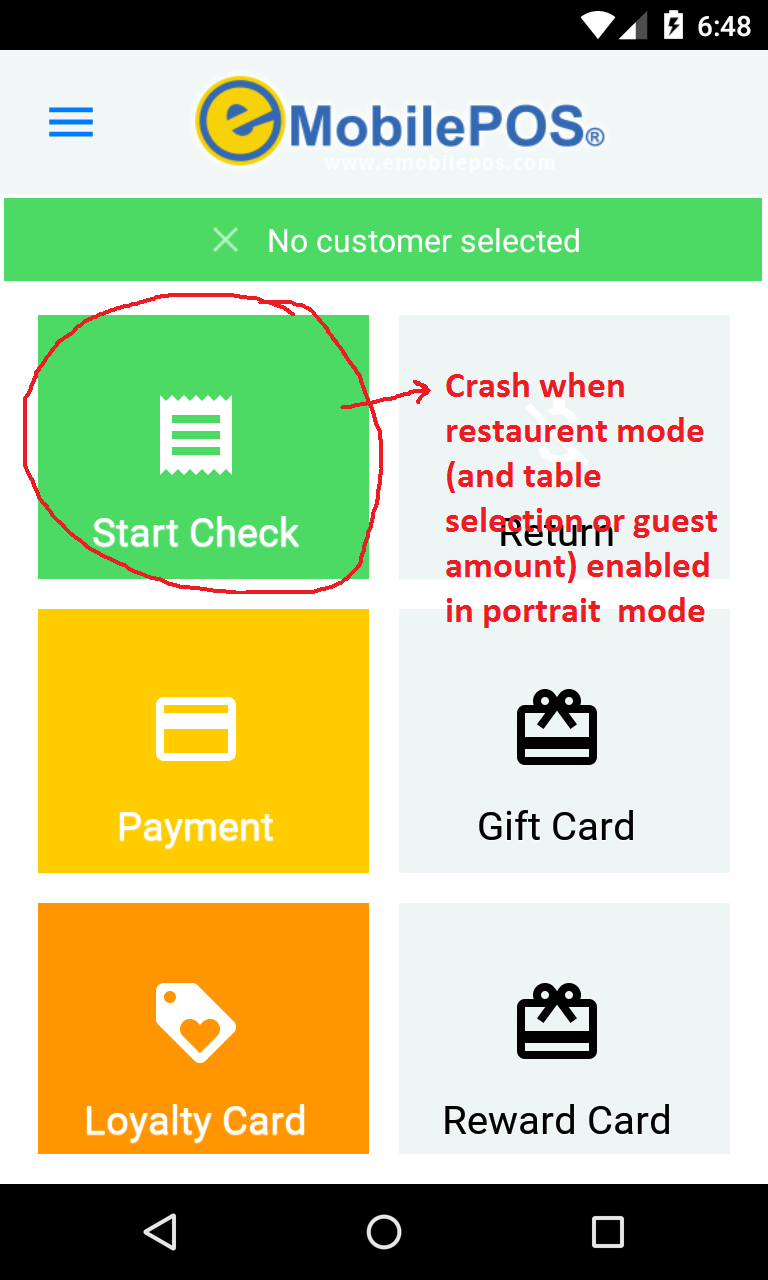 6:48
eMobilePOS®
www.emobilepos.com
No customer selected
Start Check
Crash when
restaurent mode
(and table
selection or guest
amount) enabled
in portrait mode
Return
Payment
Gift Card
Loyalty Card
Reward Card